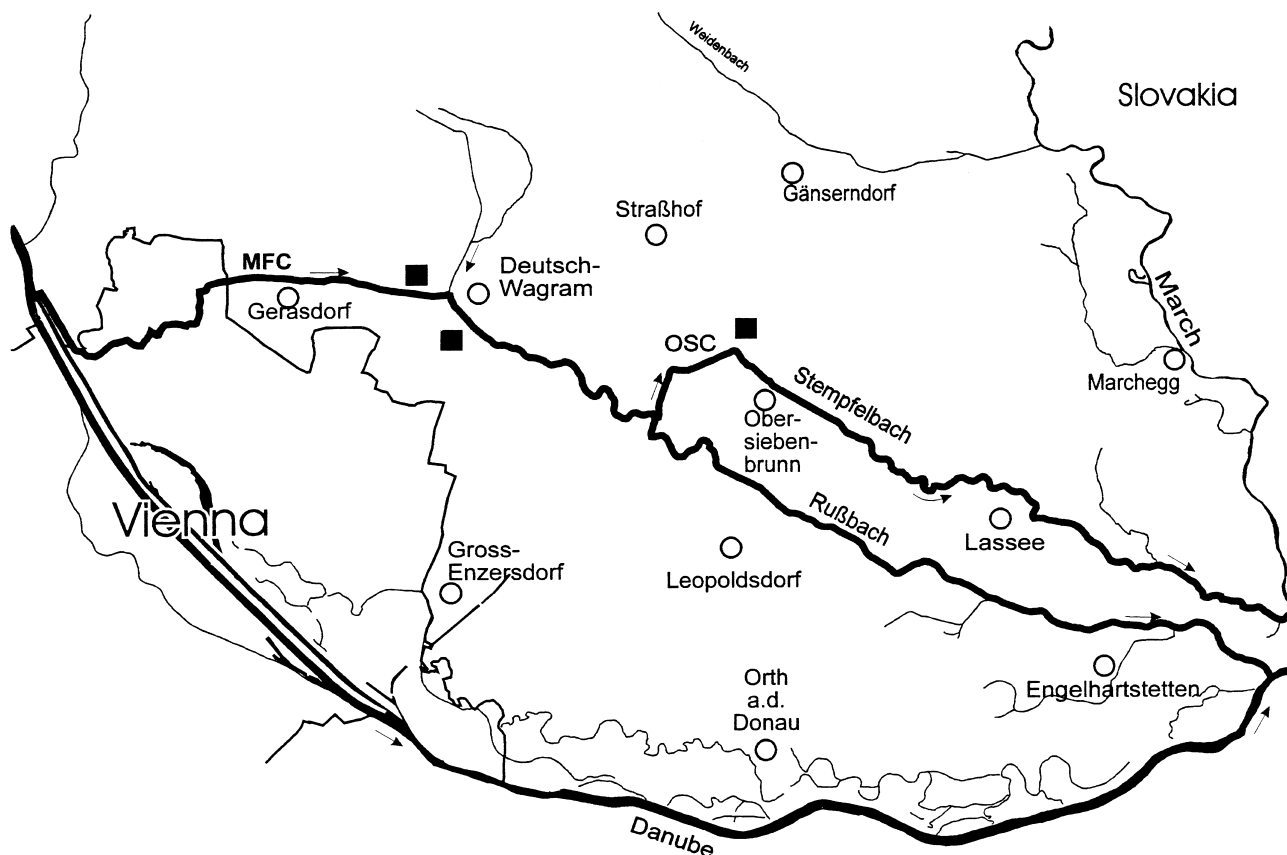 Weidenbach
Slovakia
Gänserndorf
Straßhof
MFC
Deutsch-
Wagram
Gerasdorf
March
OSC
Marchegg
Stempfelbach
Ober-
sieben-
brunn
Rußbach
Vienna
Lassee
Gross-
Enzersdorf
Leopoldsdorf
Orth
a.d.
Donau
Engelhartstetten
Danube